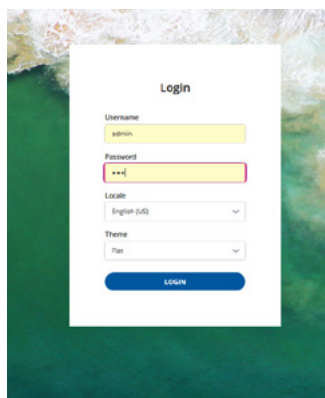 Login
Username
admin
Password
•••
Locale
English (US)
Theme
Flat
LOGIN